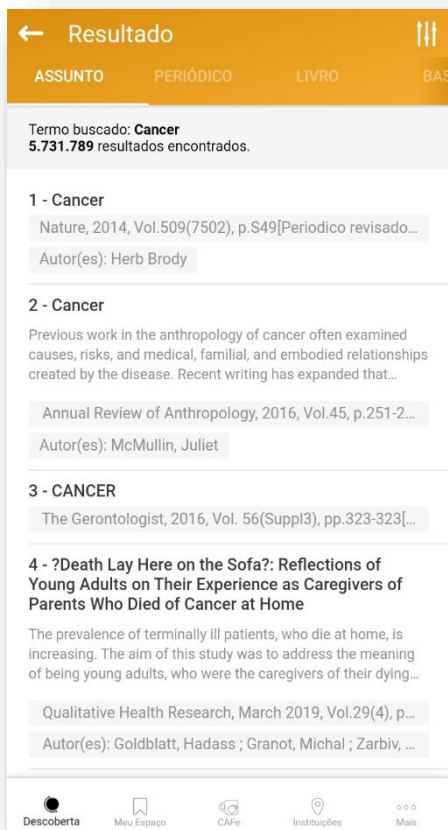 Resultado
ASSUNTO PERIÓDICO LIVRO BAS
Termo buscado: Cancer
5.731.789 resultados encontrados.
1 - Cancer
Nature, 2014, Vol.509(7502), p.S49[Periodico revisado...
Autor(es): Herb Brody
2 - Cancer
Previous work in the anthropology of cancer often examined
causes, risks, and medical, familial, and embodied relationships
created by the disease. Recent writing has expanded that...
Annual Review of Anthropology, 2016, Vol.45, p.251-2...
Autor(es): McMullin, Juliet
3 - CANCER
The Gerontologist, 2016, Vol. 56(Suppl3), pp.323-323[...
4 - ?Death Lay Here on the Sofa?: Reflections of
Young Adults on Their Experience as Caregivers of
Parents Who Died of Cancer at Home
The prevalence of terminally ill patients, who die at home, is
increasing. The aim of this study was to address the meaning
of being young adults, who were the caregivers of their dying...
Qualitative Health Research, March 2019, Vol.29(4), p...
Autor(es): Goldblatt, Hadass ; Granot, Michal ; Zarbiv, ...
Descoberta Meu Espaço CAFe Instituições Mais